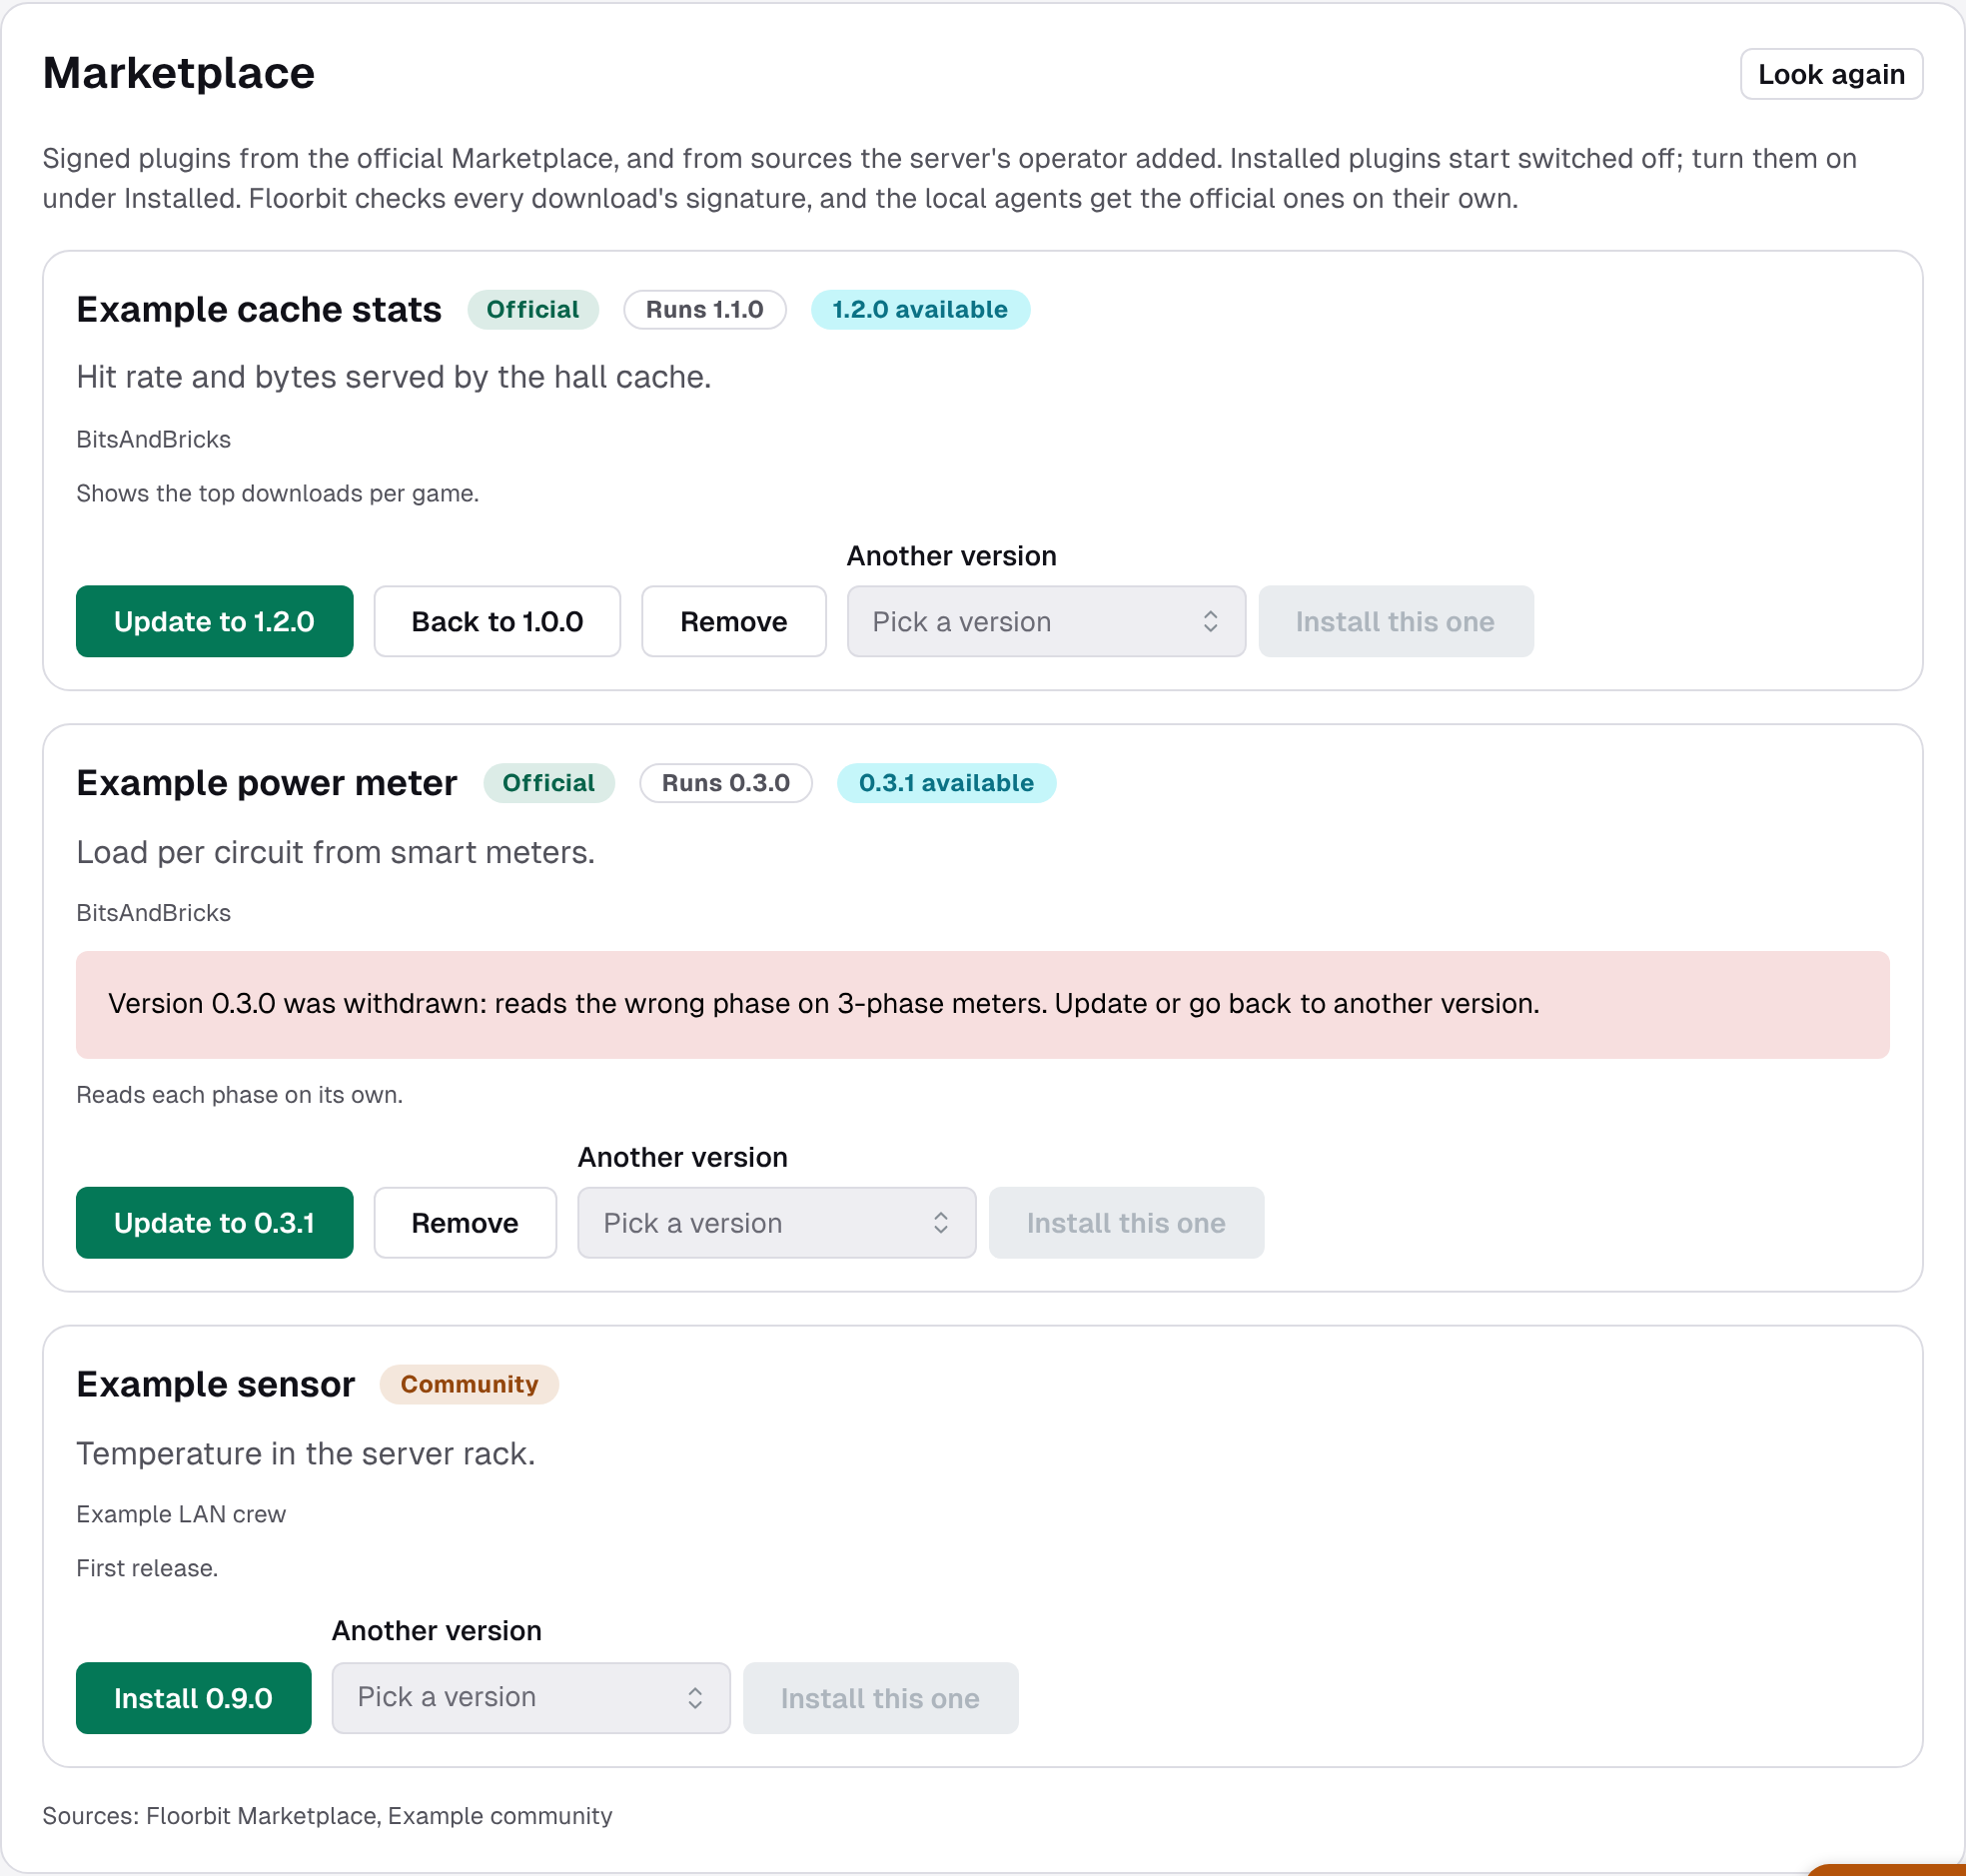 Marketplace
Look again
Signed plugins from the official Marketplace, and from sources the server's operator added. Installed plugins start switched off; turn them on
under Installed. Floorbit checks every download's signature, and the local agents get the official ones on their own.
Example cache stats Official Runs 1.1.0 1.2.0 available
Hit rate and bytes served by the hall cache.
BitsAndBricks
Shows the top downloads per game.
Another version
Update to 1.2.0 Back to 1.0.0 Remove Pick a version Install this one
Example power meter Official Runs 0.3.0 0.3.1 available
Load per circuit from smart meters.
BitsAndBricks
Version 0.3.0 was withdrawn: reads the wrong phase on 3-phase meters. Update or go back to another version.
Reads each phase on its own.
Another version
Update to 0.3.1 Remove Pick a version Install this one
Example sensor Community
Temperature in the server rack.
Example LAN crew
First release.
Another version
Install 0.9.0 Pick a version Install this one
Sources: Floorbit Marketplace, Example community